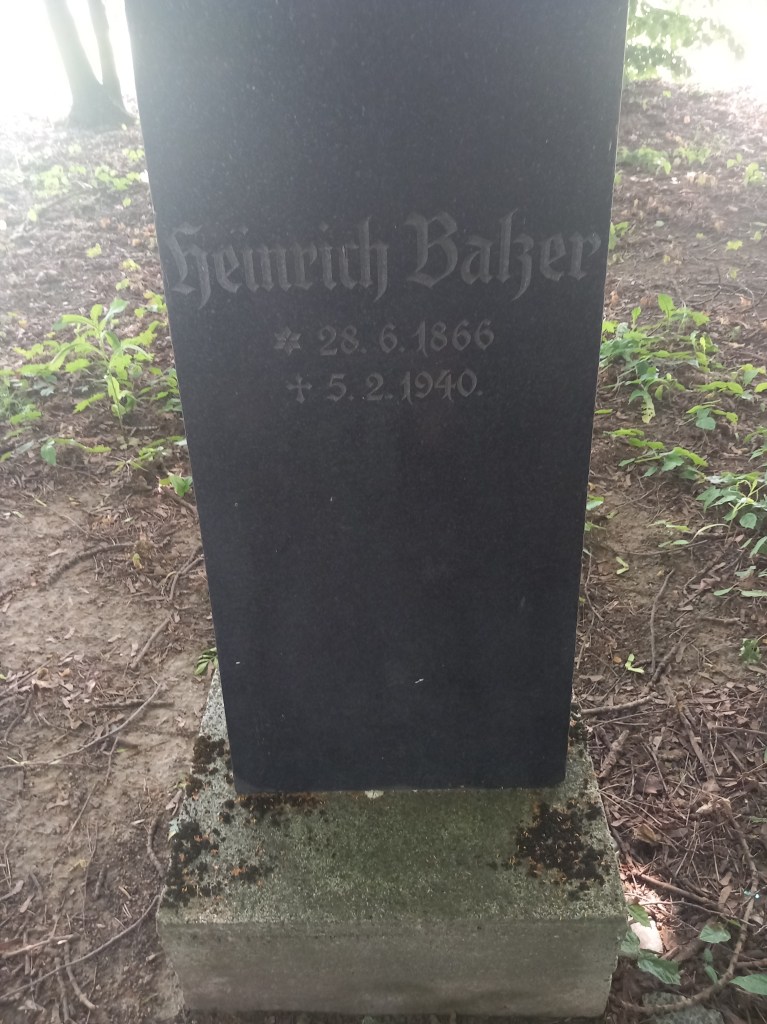 Heinrich Balzer
* 28. 6. 1866
† 5. 2. 1940.